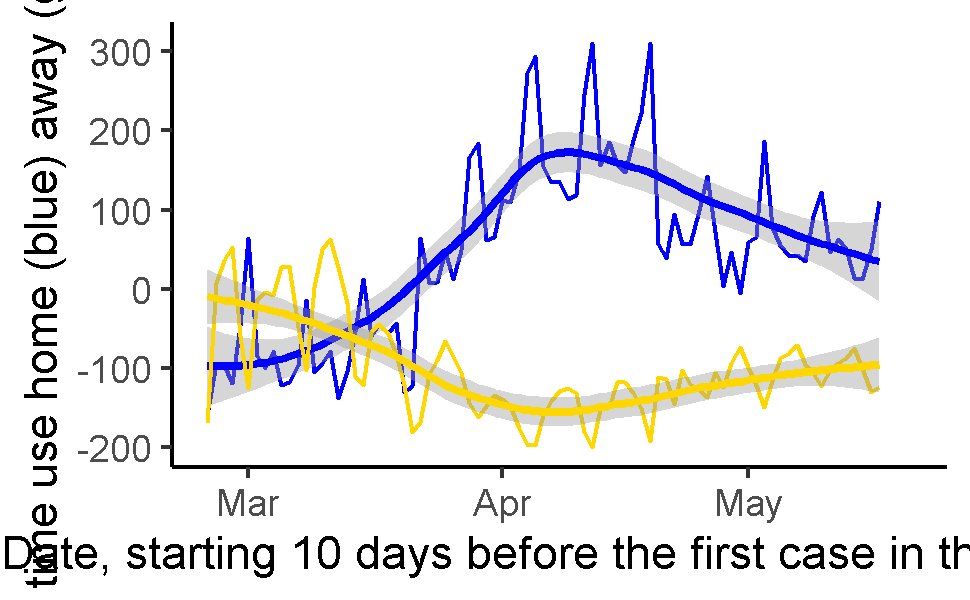 time use home (blue) away (
300
200
100
0
-100
-200
Mar Apr May
Date, starting 10 days before the first case in th